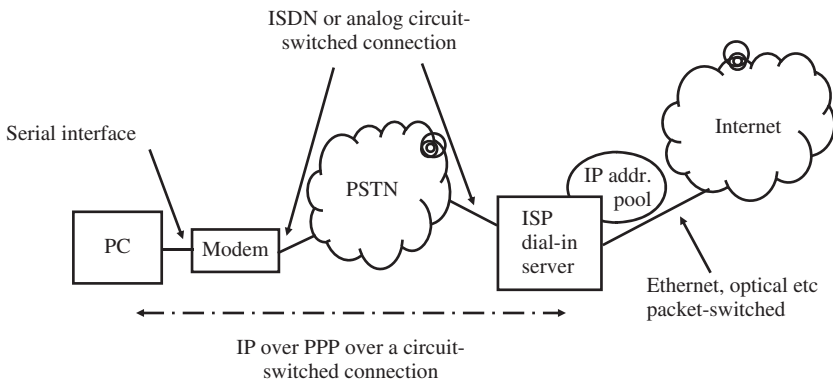 ISDN or analog circuit-
switched connection
Serial interface
Internet
PSTN
IP addr.
pool
PC
Modem
ISP
dial-in
server
Ethernet, optical etc
packet-switched
IP over PPP over a circuit-
switched connection